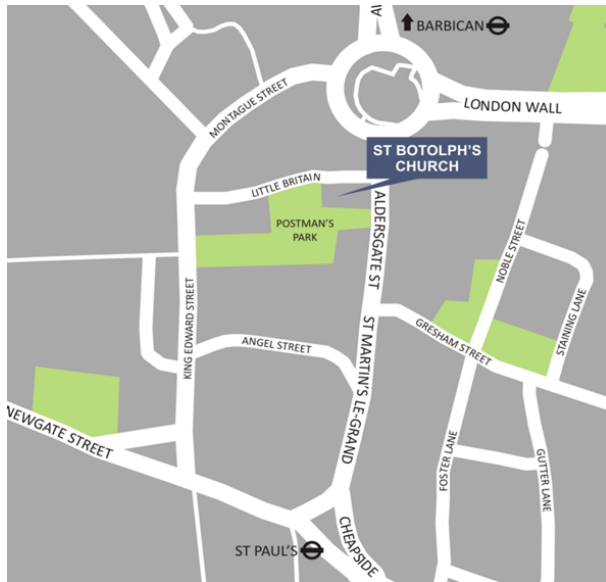 BARBICAN
LONDON WALL
MONTAGUE STREET
ST BOTOLPH'S
CHURCH
LITTLE BRITAIN
POSTMAN'S
PARK
ALDERSGATE ST
NOBLE STREET
STAINING LANE
KING EDWARD STREET
GRESHAM STREET
ANGEL STREET
ST MARTIN'S LE-GRAND
NEWGATE STREET
FOSTER LANE
GUTTER LANE
CHEAPSIDE
ST PAUL'S